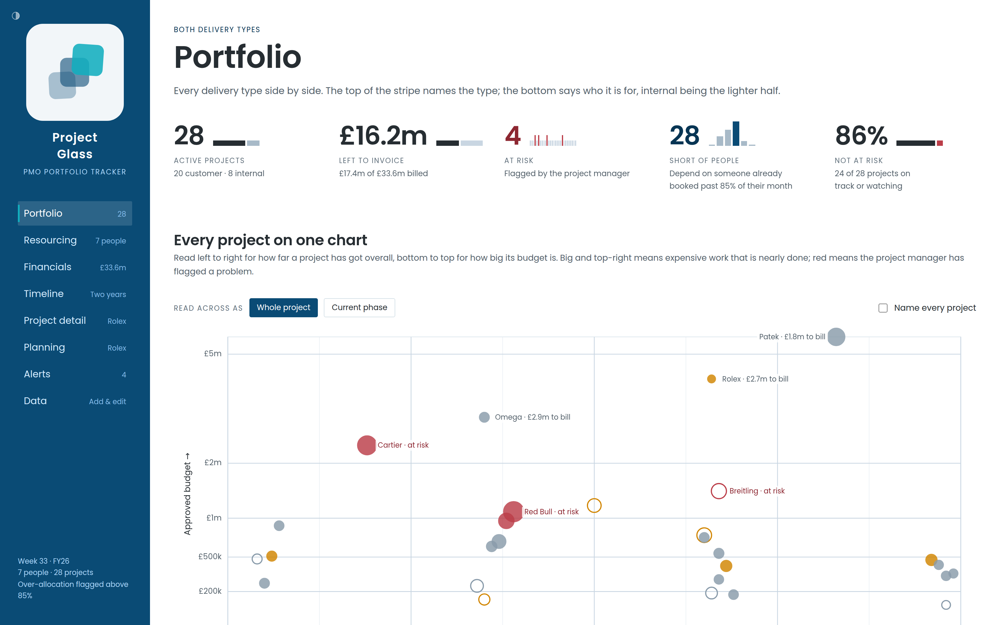 Project
Glass
PMO PORTFOLIO TRACKER
Portfolio 28
Resourcing 7 people
Financials £33.6m
Timeline Two years
Project detail Rolex
Planning Rolex
Alerts 4
Data Add & edit
Week 33 · FY26
7 people · 28 projects
Over-allocation flagged above
85%
BOTH DELIVERY TYPES
Portfolio
Every delivery type side by side. The top of the stripe names the type; the bottom says who it is for, internal being the lighter half.
28
ACTIVE PROJECTS
20 customer · 8 internal
£16.2m
LEFT TO INVOICE
£17.4m of £33.6m billed
4
AT RISK
Flagged by the project manager
28
SHORT OF PEOPLE
Depend on someone already
booked past 85% of their month
86%
NOT AT RISK
24 of 28 projects on
track or watching
Every project on one chart
Read left to right for how far a project has got overall, bottom to top for how big its budget is. Big and top-right means expensive work that is nearly done; red means the project manager has
flagged a problem.
READ ACROSS AS Whole project Current phase
Name every project
Patek · £1.8m to bill
£5m
Rolex · £2.7m to bill
Omega · £2.9m to bill
Cartier · at risk
£2m
Approved budget →
Breitling · at risk
Red Bull · at risk
£1m
£500k
£200k